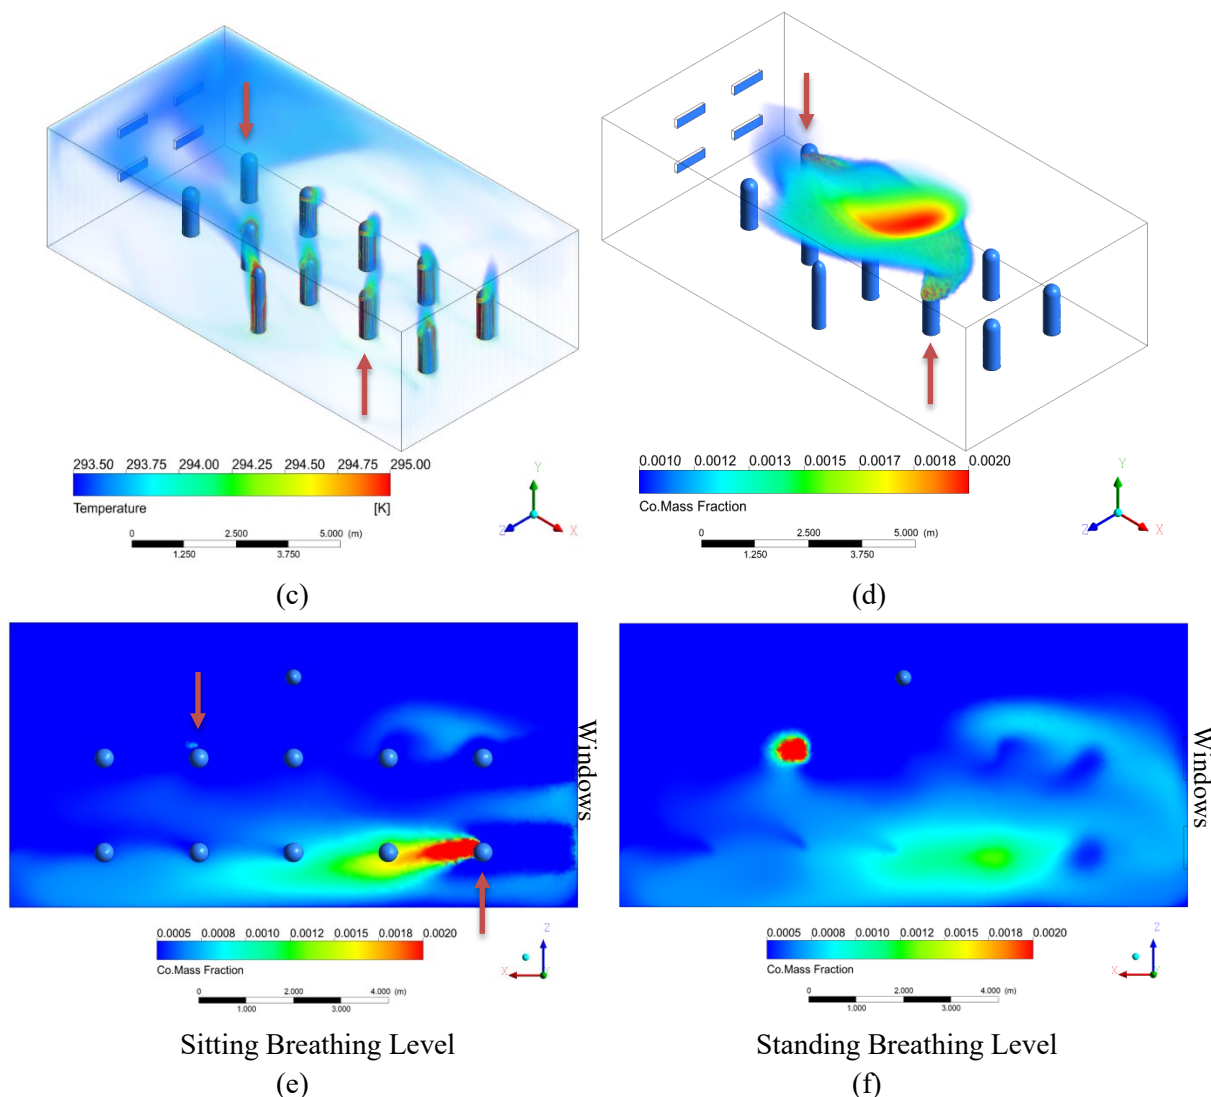 293.50 293.75 294.00 294.25 294.50 294.75 295.00
Temperature [K]
0 2.500 5.000 (m)
1.250 3.750
Y
Z X
(c)
0.0010 0.0012 0.0013 0.0015 0.0017 0.0018 0.0020
Co.Mass Fraction
0 2.500 5.000 (m)
1.250 3.750
Y
Z X
(d)
Windows
0.0005 0.0008 0.0010 0.0012 0.0015 0.0018 0.0020
Co.Mass Fraction
0 2.000 4.000 (m)
1.000 3.000
Z
X Y
Sitting Breathing Level
(e)
Windows
0.0005 0.0008 0.0010 0.0012 0.0015 0.0018 0.0020
Co.Mass Fraction
0 2.000 4.000 (m)
1.000 3.000
Z
X Y
Standing Breathing Level
(f)